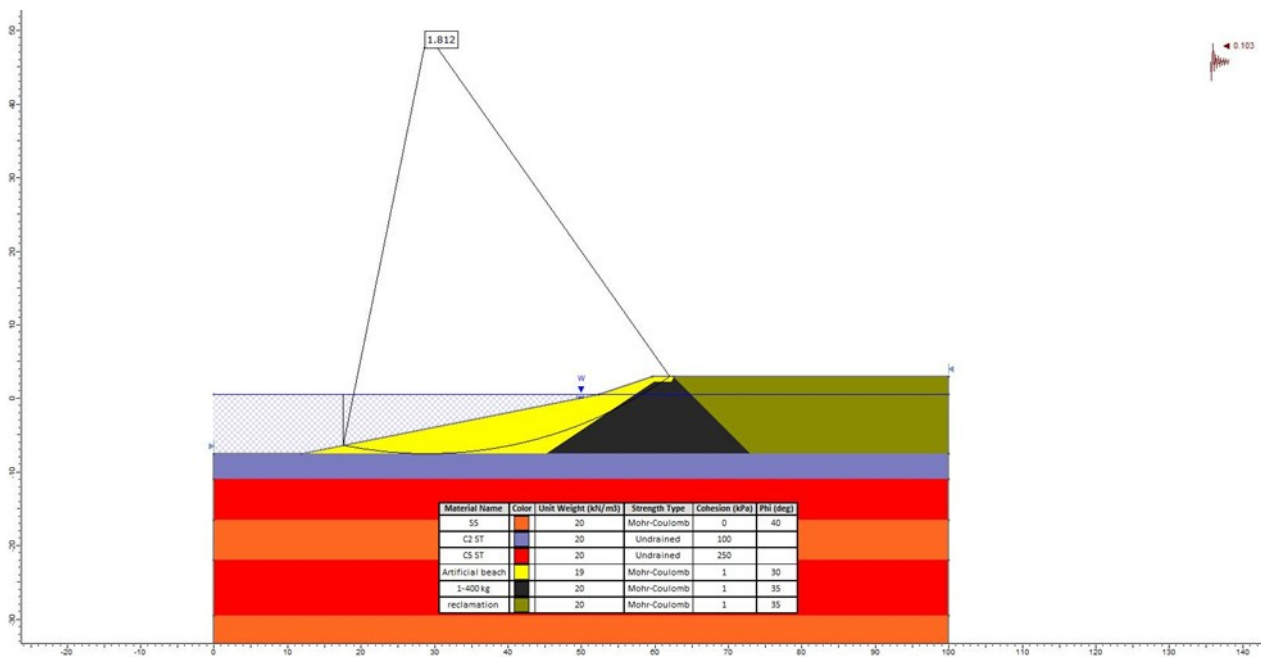 50
1.812
0.103
40
30
20
10
W
0
-10
Material Name Color Unit Weight (kN/m3) Strength Type Cohesion (kPa) Phi (deg)
S5 20 Mohr-Coulomb 0 40
C2 ST 20 Undrained 100
C5 ST 20 Undrained 250
Artificial beach 19 Mohr-Coulomb 1 30
1-400 kg 20 Mohr-Coulomb 1 35
reclamation 20 Mohr-Coulomb 1 35
-20
-30
-20 -10 0 10 20 30 40 50 60 70 80 90 100 110 120 130 140